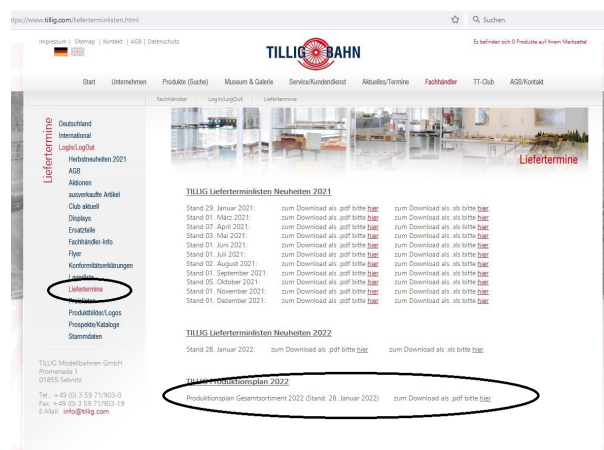 ttps://www.tillig.com/lieferterminlisten.html
Suchen
Impressum | Sitemap | Kontakt | AGB | Datenschutz
Es befinden sich 0 Produkte auf Ihrem Merkzettel
TILLIG BAHN
Start Unternehmen Produkte (Suche) Museum & Galerie Service/Kundendienst Aktuelles/Termine Fachhändler TT-Club AGB/Kontakt
Fachhändler Login/LogOut Liefertermine
Liefertermine
Deutschland
International
Login/LogOut
Herbstneuheiten 2021
AGB
Aktionen
ausverkaufte Artikel
Club aktuell
Displays
Ersatzteile
Fachhändler-Info
Flyer
Konformitätserklärungen
Lagerliste
Liefertermine
Preislisten
Produktbilder/Logos
Prospekte/Kataloge
Stammdaten
TILLIG Modellbahnen GmbH
Promenade 1
01855 Sebnitz
Tel.: +49 (0) 3 59 71/903-0
Fax: +49 (0) 3 59 71/903-19
E-Mail: info@tillig.com
Liefertermine
TILLIG Lieferterminlisten Neuheiten 2021
Stand 29. Januar 2021: zum Download als .pdf bitte hier zum Download als .xls bitte hier
Stand 01. März 2021: zum Download als .pdf bitte hier zum Download als .xls bitte hier
Stand 07. April 2021: zum Download als .pdf bitte hier zum Download als .xls bitte hier
Stand 03. Mai 2021: zum Download als .pdf bitte hier zum Download als .xls bitte hier
Stand 01. Juni 2021: zum Download als .pdf bitte hier zum Download als .xls bitte hier
Stand 01. Juli 2021: zum Download als .pdf bitte hier zum Download als .xls bitte hier
Stand 02. August 2021: zum Download als .pdf bitte hier zum Download als .xls bitte hier
Stand 01. September 2021: zum Download als .pdf bitte hier zum Download als .xls bitte hier
Stand 05. Oktober 2021: zum Download als .pdf bitte hier zum Download als .xls bitte hier
Stand 01. November 2021: zum Download als .pdf bitte hier zum Download als .xls bitte hier
Stand 01. Dezember 2021: zum Download als .pdf bitte hier zum Download als .xls bitte hier
TILLIG Lieferterminlisten Neuheiten 2022
Stand 28. Januar 2022: zum Download als .pdf bitte hier zum Download als .xls bitte hier
TILLIG Produktionsplan 2022
Produktionsplan Gesamtsortiment 2022 (Stand: 28. Januar 2022) zum Download als .pdf bitte hier